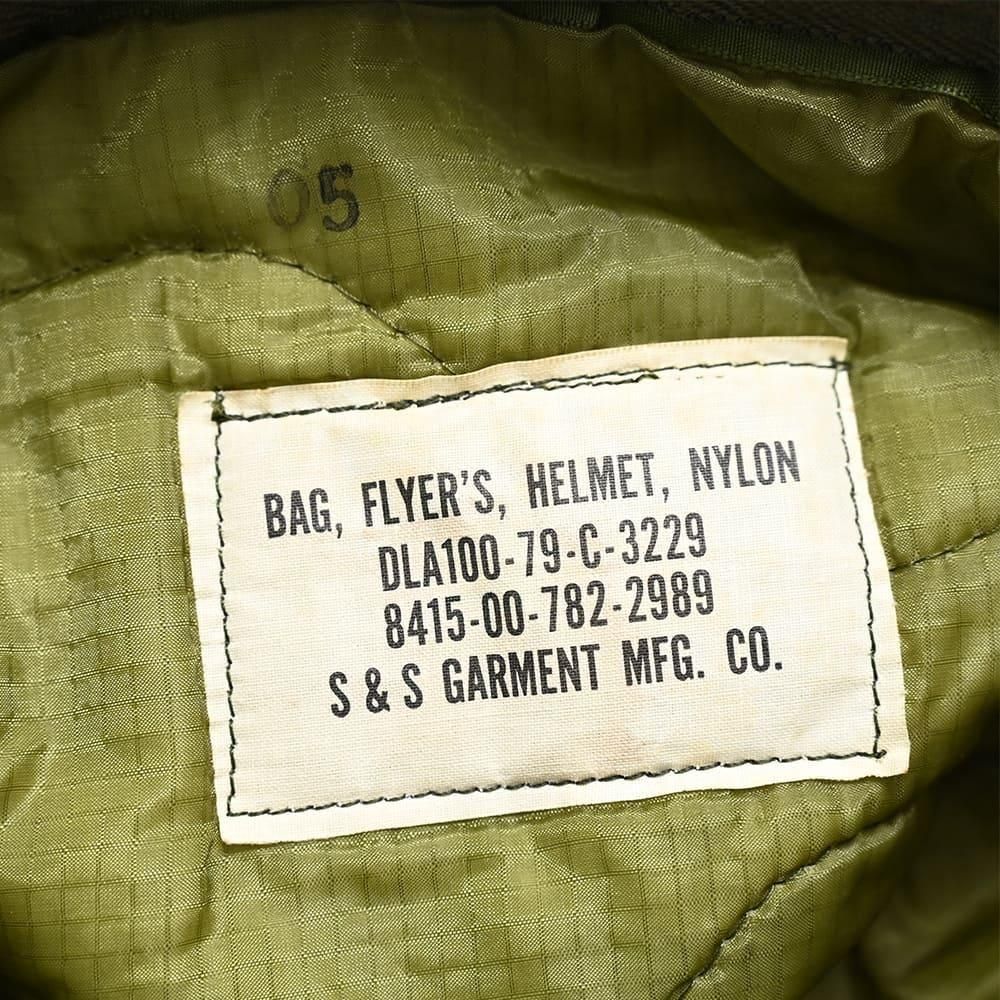 05
BAG, FLYER'S, HELMET, NYLON
DLA100-79-C-3229
8415-00-782-2989
S & S GARMENT MFG. CO.